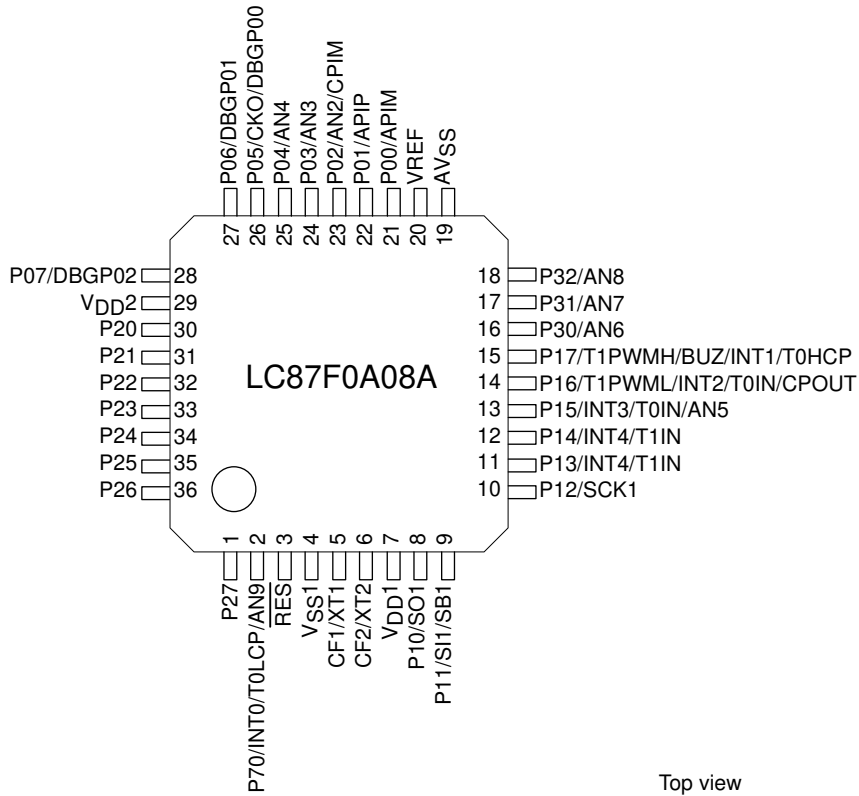 P06/DBGP01
P05/CKO/DBGP00
P04/AN4
P03/AN3
P02/AN2/CPIM
P01/APIP
P00/APIM
VREF
AVSS
27 26 25 24 23 22 21 20 19
P07/DBGP02 28
VDD2 29
P20 30
P21 31
P22 32
P23 33
P24 34
P25 35
P26 36
LC87F0A08A
18 P32/AN8
17 P31/AN7
16 P30/AN6
15 P17/T1PWMH/BUZ/INT1/T0HCP
14 P16/T1PWML/INT2/T0IN/CPOUT
13 P15/INT3/T0IN/AN5
12 P14/INT4/T1IN
11 P13/INT4/T1IN
10 P12/SCK1
1 2 3 4 5 6 7 8 9
P27
P70/INT0/T0LCP/AN9
RES
VSS1
CF1/XT1
CF2/XT2
VDD1
P10/SO1
P11/SI1/SB1
Top view